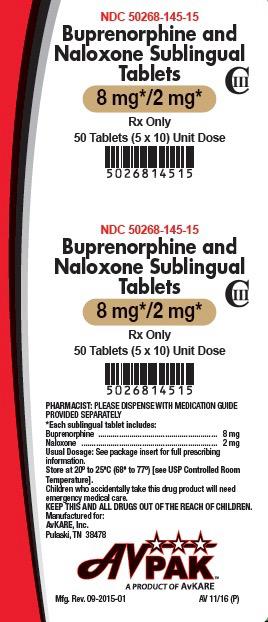 NDC 50268-145-15
Buprenorphine and
Naloxone Sublingual
Tablets
8 mg*/2 mg*
CIII
Rx Only
50 Tablets (5 x 10) Unit Dose
5026814515
NDC 50268-145-15
Buprenorphine and
Naloxone Sublingual
Tablets
8 mg*/2 mg*
CIII
Rx Only
50 Tablets (5 x 10) Unit Dose
5026814515
PHARMACIST: PLEASE DISPENSE WITH MEDICATION GUIDE
PROVIDED SEPARATELY
*Each sublingual tablet includes:
Buprenorphine ........................................................ 8 mg
Naloxone ................................................................ 2 mg
Usual Dosage: See package insert for full prescribing
information.
Store at 20º to 25ºC (68º to 77º) [see USP Controlled Room
Temperature].
Children who accidentally take this drug product will need
emergency medical care.
KEEP THIS AND ALL DRUGS OUT OF THE REACH OF CHILDREN.
Manufactured for:
AvKARE, Inc.
Pulaski, TN 38478
AVPAK™
A PRODUCT OF AvKARE
Mfg. Rev. 09-2015-01 AV 11/16 (P)